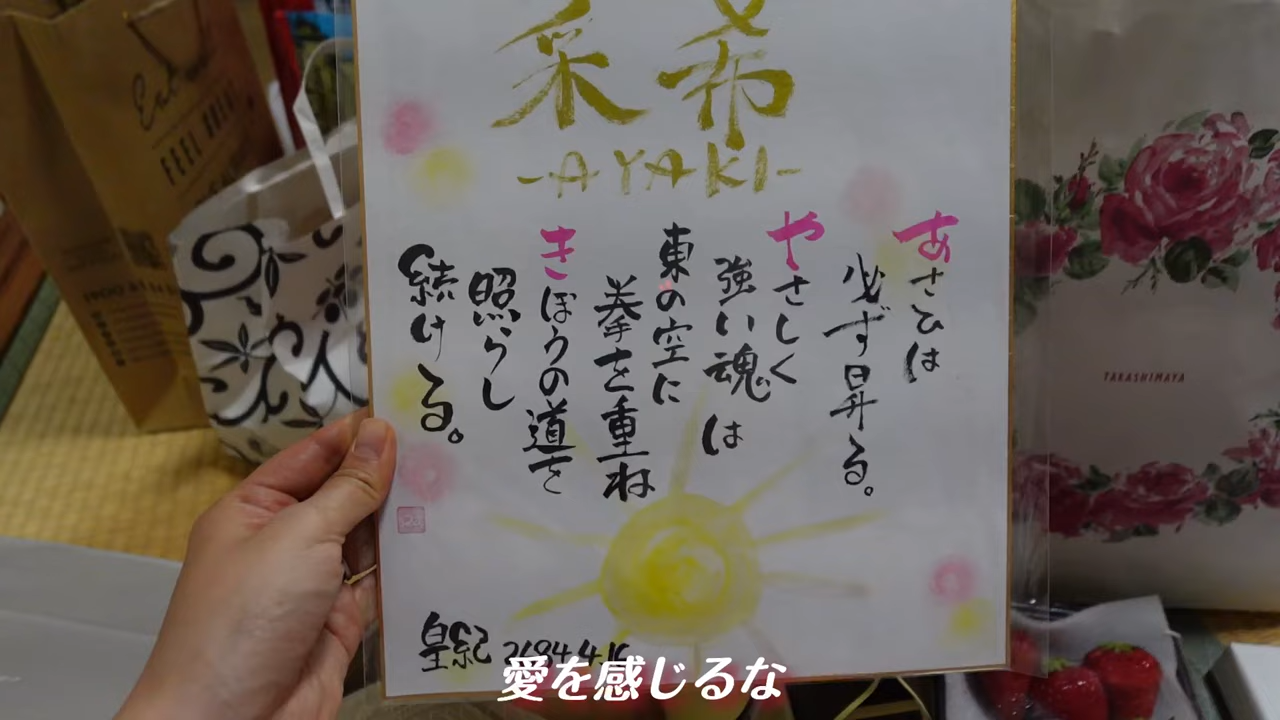 采希
-AYAKI-
あさひは
必ず昇る。
やさしく
強い魂は
東の空に
拳を重ね
きぼうの道を
照らし
続ける。
皇紀 2684.4.16
FEEL
TAKASHIMAYA
愛を感じるな